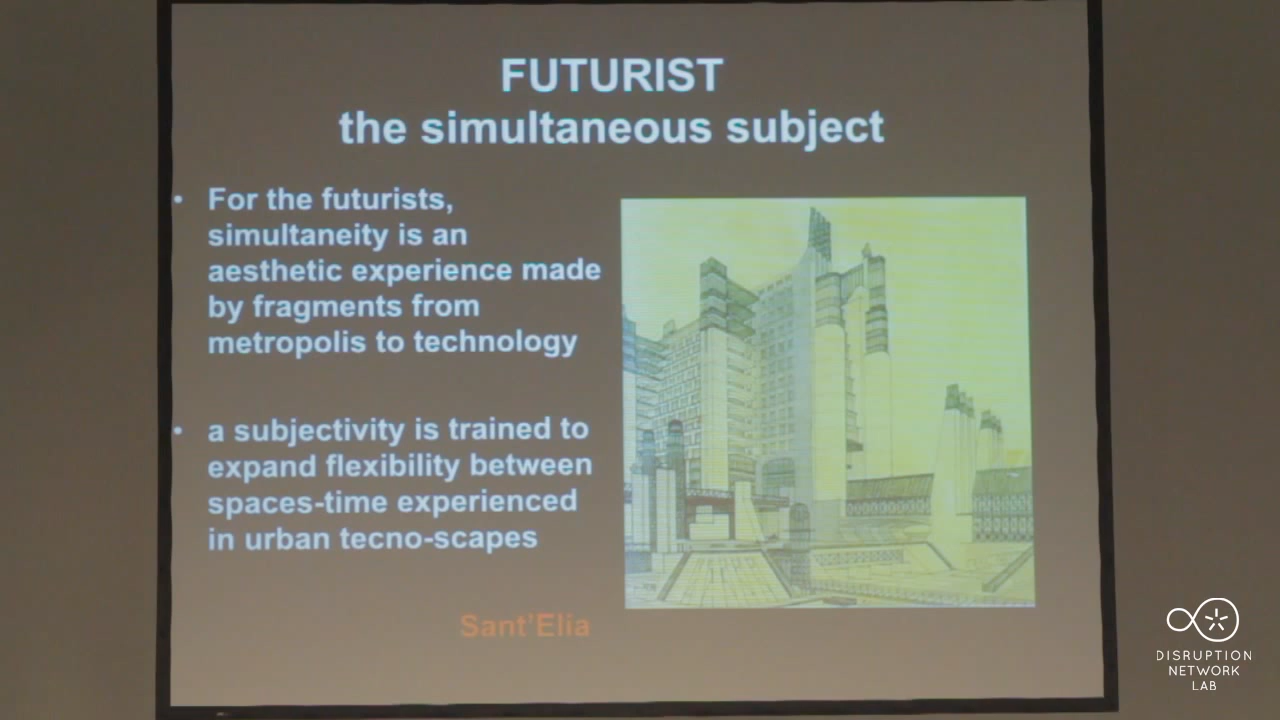 FUTURIST
the simultaneous subject
• For the futurists,
simultaneity is an
aesthetic experience made
by fragments from
metropolis to technology
• a subjectivity is trained to
expand flexibility between
spaces-time experienced
in urban tecno-scapes
Sant'Elia
DISRUPTION
NETWORK
LAB